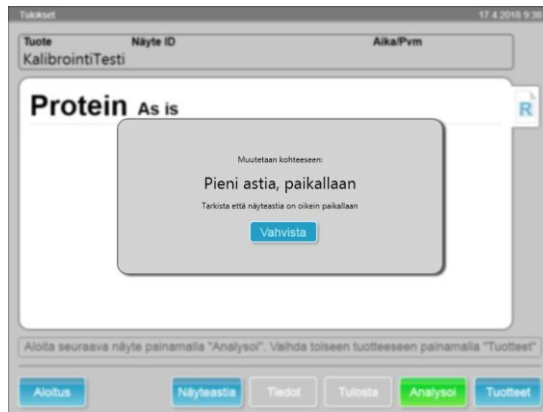 Tulokset 17.4.2018 9:38
Tuote Näyte ID Aika/Pvm
KalibrointiTesti
Protein As is
R
Muutetaan kohteeseen:
Pieni astia, paikallaan
Tarkista että näyteastia on oikein paikallaan
Vahvista
Aloita seuraava näyte painamalla "Analysoi". Vaihda toiseen tuotteeseen painamalla "Tuotteet"
Aloitus Näyteastia Tiedot Tulosta Analysoi Tuotteet